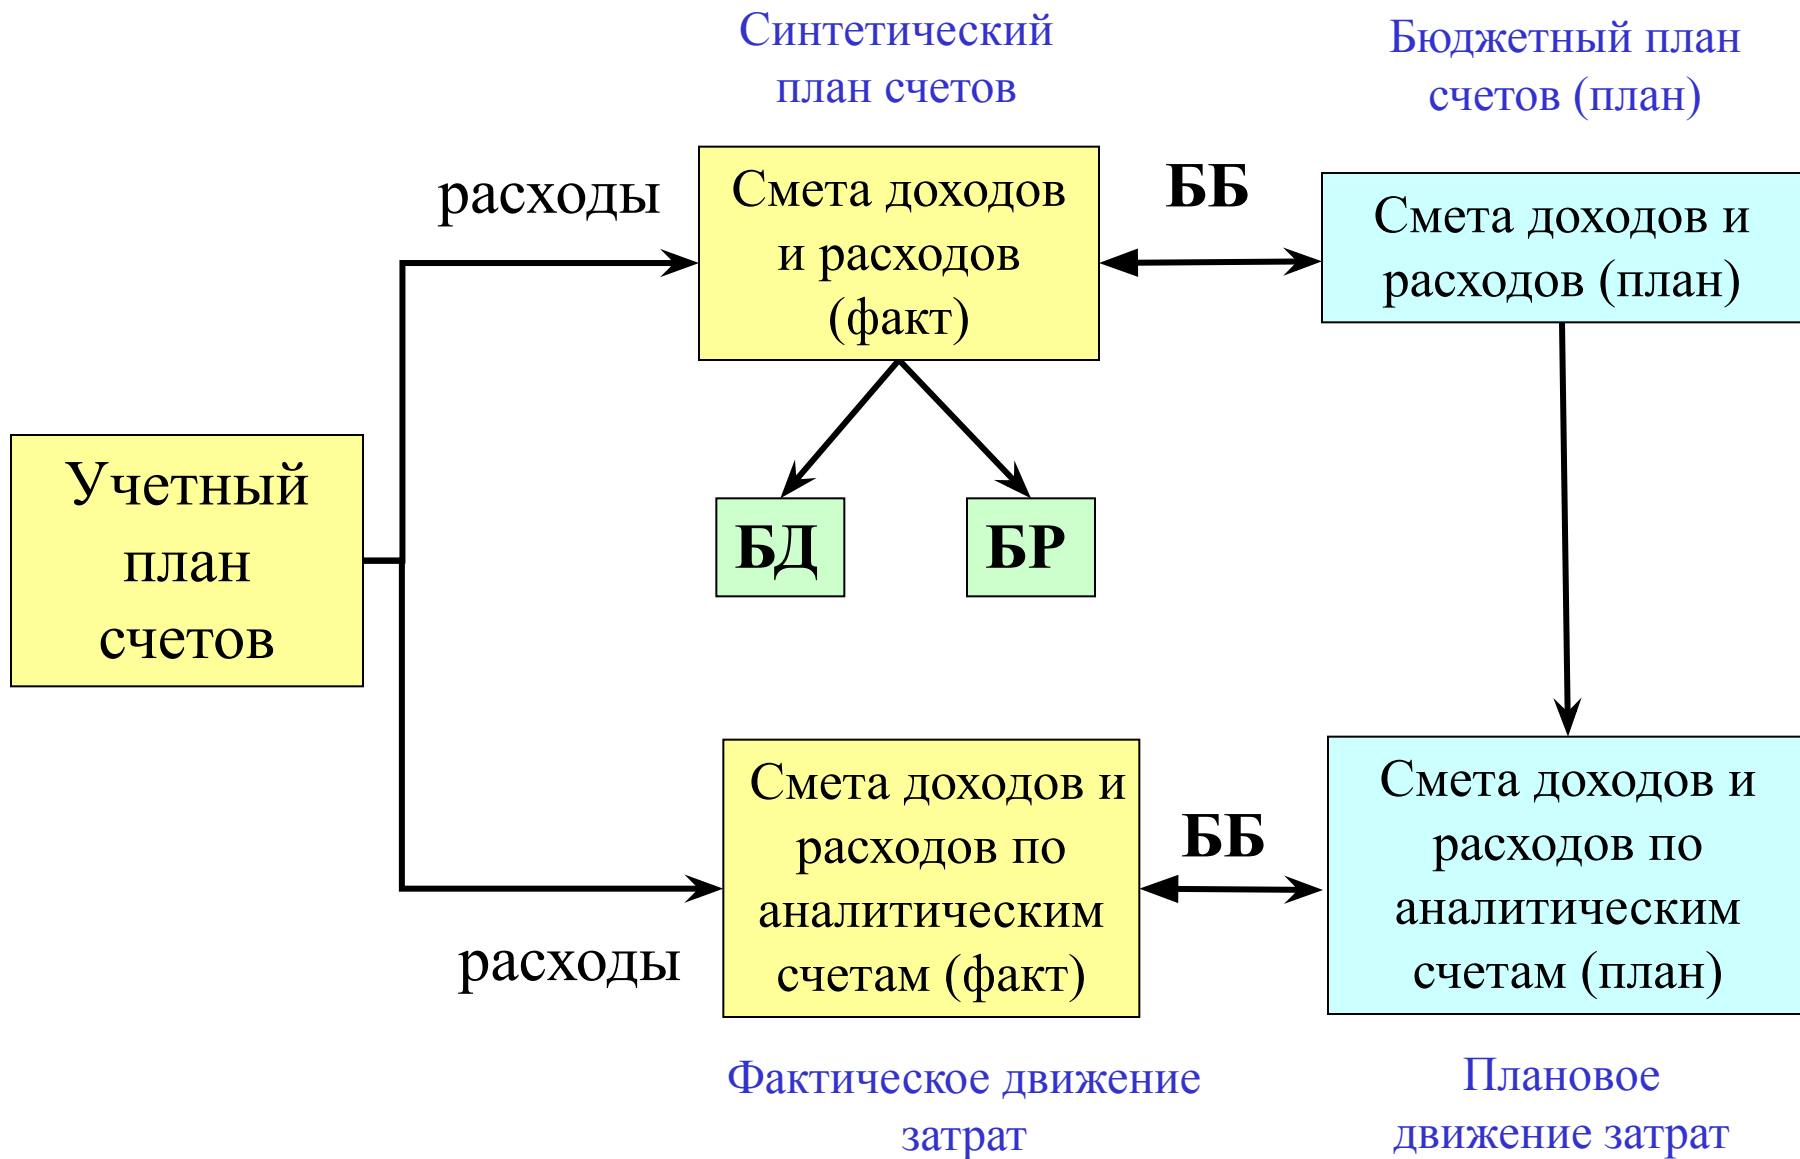 Синтетический
план счетов
Бюджетный план
счетов (план)
расходы
Смета доходов
и расходов
(факт)
ББ
Смета доходов и
расходов (план)
Учетный
план
счетов
БД
БР
расходы
Смета доходов и
расходов по
аналитическим
счетам (факт)
ББ
Смета доходов и
расходов по
аналитическим
счетам (план)
Фактическое движение
затрат
Плановое
движение затрат